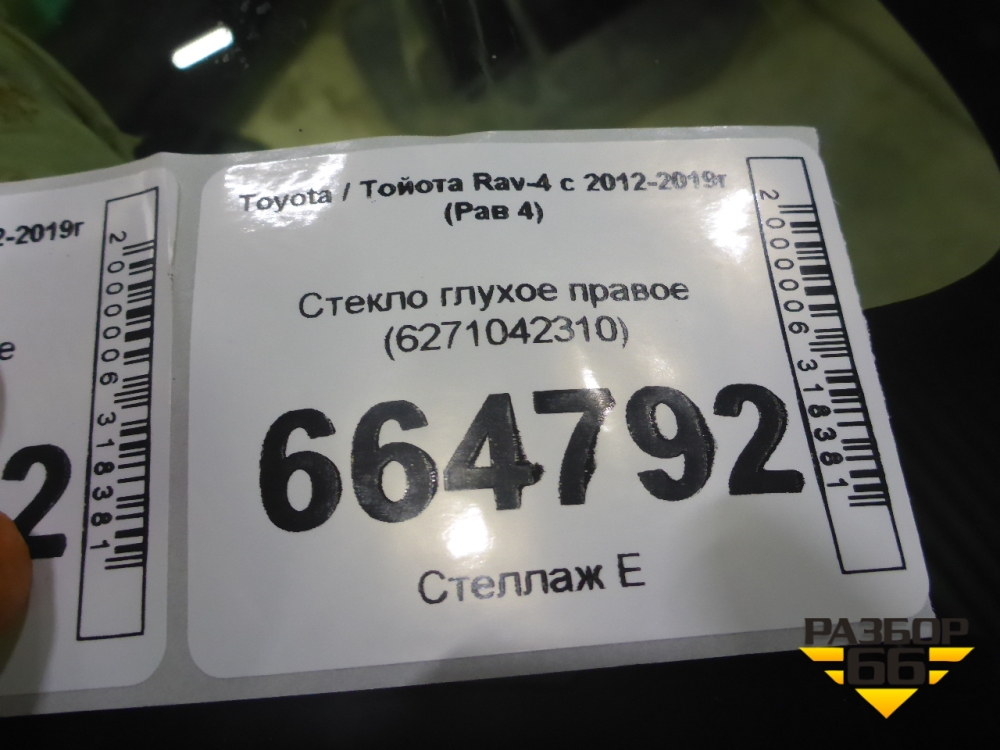 2-2019г
е
2
2000006318381
Toyota / Тойота Rav-4 с 2012-2019г
(Рав 4)
Стекло глухое правое
(6271042310)
664792
Стеллаж Е
2000006318381
РАЗБОР
66